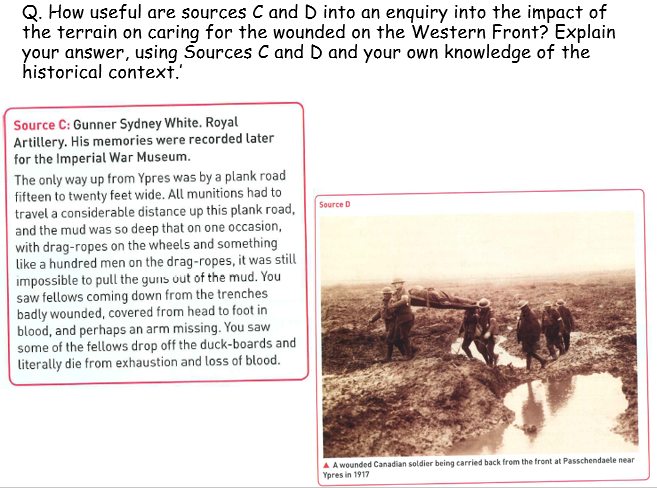 Q. How useful are sources C and D into an enquiry into the impact of
the terrain on caring for the wounded on the Western Front? Explain
your answer, using Sources C and D and your own knowledge of the
historical context.'
Source C: Gunner Sydney White. Royal
Artillery. His memories were recorded later
for the Imperial War Museum.
The only way up from Ypres was by a plank road
fifteen to twenty feet wide. All munitions had to
travel a considerable distance up this plank road,
and the mud was so deep that on one occasion,
with drag-ropes on the wheels and something
like a hundred men on the drag-ropes, it was still
impossible to pull the guns out of the mud. You
saw fellows coming down from the trenches
badly wounded, covered from head to foot in
blood, and perhaps an arm missing. You saw
some of the fellows drop off the duck-boards and
literally die from exhaustion and loss of blood.
Source D
▲ A wounded Canadian soldier being carried back from the front at Passchendaele near
Ypres in 1917